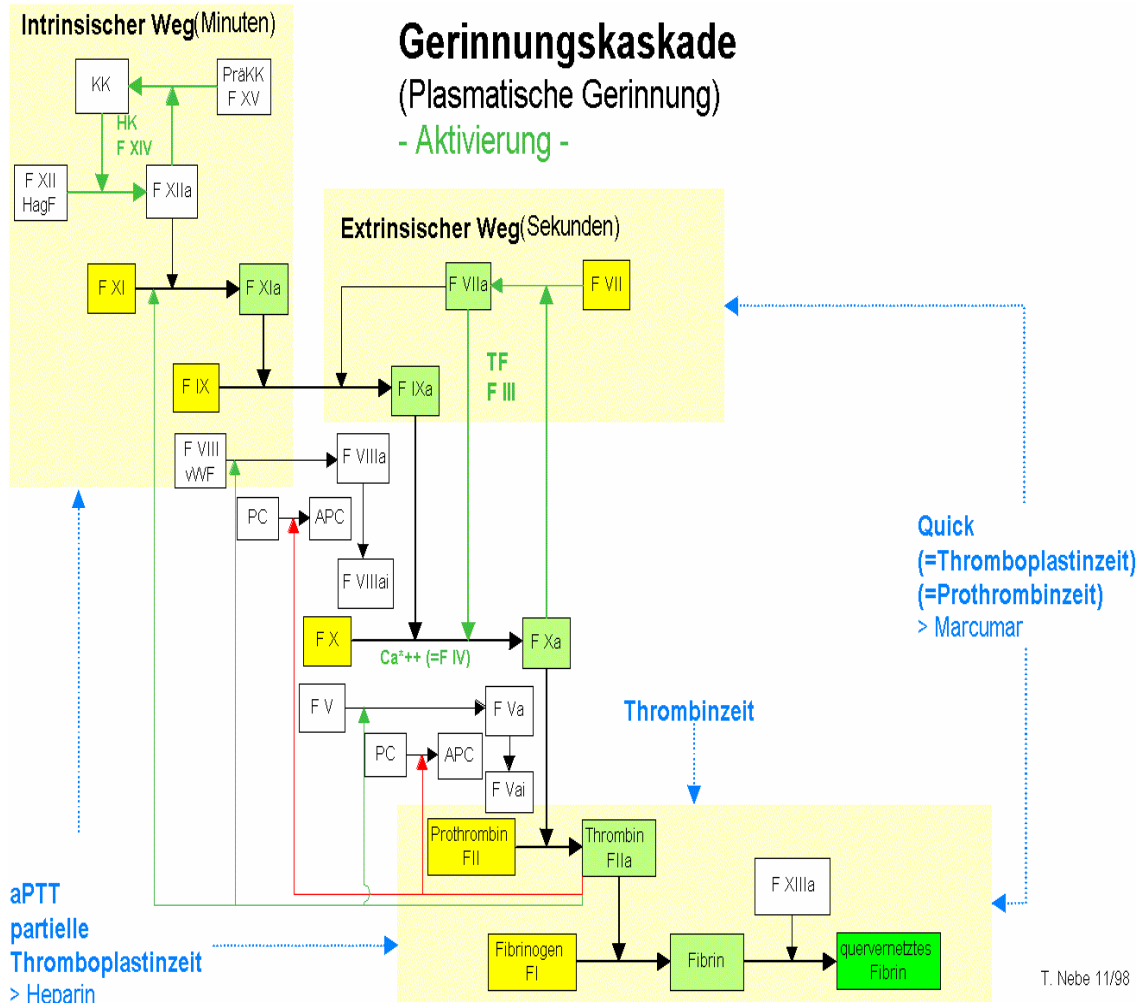 Intrinsischer Weg(Minuten)
Gerinnungskaskade
(Plasmatische Gerinnung)
- Aktivierung -
KK
PräKK
F XV
HK
F XIV
F XII
HagF
F XIIa
Extrinsischer Weg(Sekunden)
F XI
F XIa
F VIIa
F VII
TF
F III
F IX
F IXa
F VIII
vWF
F VIIIa
PC
APC
F VIIIai
Quick
(=Thromboplastinzeit)
(=Prothrombinzeit)
> Marcumar
F X
F Xa
Ca²++ (=F IV)
F V
F Va
Thrombinzeit
PC
APC
F Vai
Prothrombin
FII
Thrombin
FIIa
F XIIIa
aPTT
partielle
Thromboplastinzeit
> Heparin
Fibrinogen
FI
Fibrin
quervernetztes
Fibrin
T. Nebe 11/98